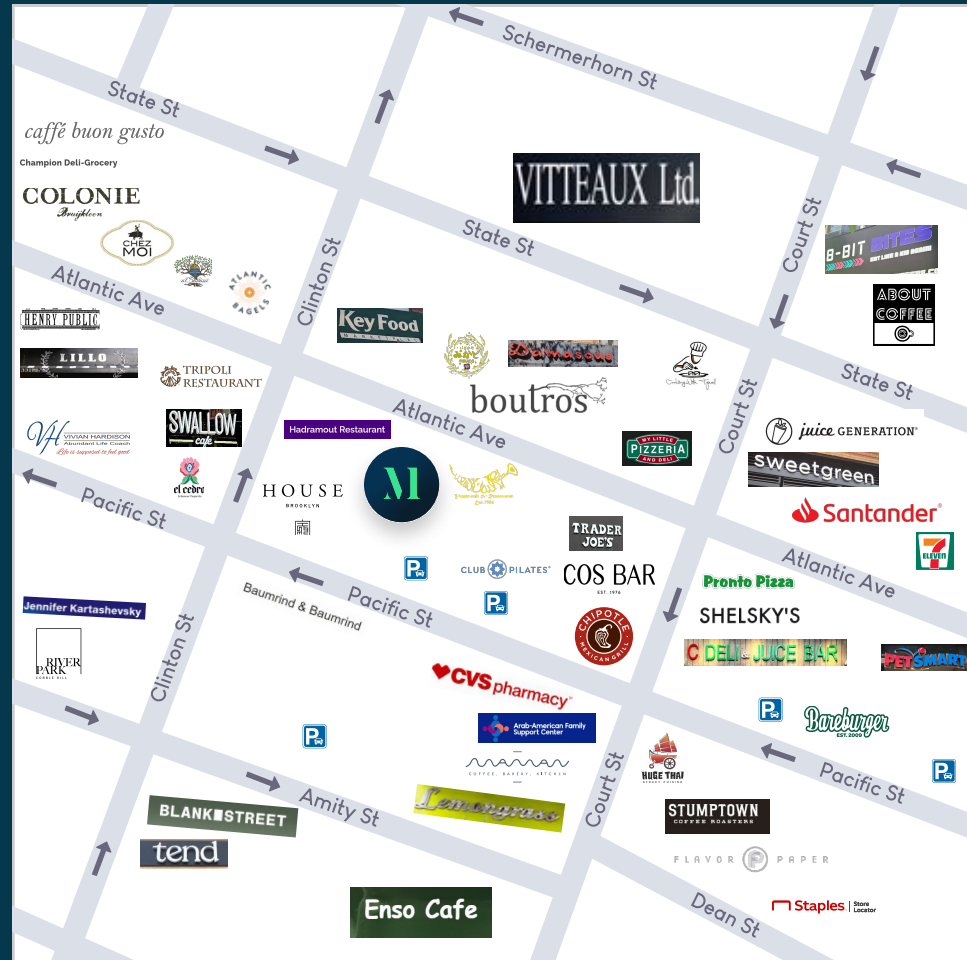 Schermerhorn St
State St
caffé buon gusto
Champion Deli-Grocery
COLONIE
Bruijkleen
CHEZ
MOI
VITTEAUX Ltd.
State St
Court St
8-BIT BITES
Clinton St
ATLANTIC
BAGELS
Atlantic Ave
ABOUT
COFFEE
HENRY PUBLIC
Key Food
LILLO
Damascus
TRIPOLI
RESTAURANT
State St
boutros
Court St
Atlantic Ave
SWALLOW
cafe
Hadramout Restaurant
VH VIVIAN HARDISON
Abundant Life Coach
Life is supposed to feel good.
MY LITTLE
PIZZERIA
AND DELI
juice GENERATION
sweetgreen
el cedro
M
HOUSE
BROOKLYN
Pacific St
Santander
TRADER
JOE'S
7
ELEVEN
Atlantic Ave
P
CLUB PILATES
COS BAR
EST. 1976
Pronto Pizza
P
Baumrind & Baumrind
Pacific St
Jennifer Kartashevsky
SHELSKY'S
CHIPOTLE
MEXICAN GRILL
RIVER
PARK
COBBLE HILL
C DELI & JUICE BAR
PETSMART
Clinton St
CVS pharmacy
P
Bareburger
EST. 2009
Arab-American Family
Support Center
P
MAMAN
COFFEE, BAKERY, KITCHEN
HUGE THAI
P
Pacific St
Court St
Amity St
Lemongrass
BLANK STREET
STUMPTOWN
COFFEE ROASTERS
tend
FLAVOR F PAPER
Enso Cafe
Dean St
Staples | Store
Locator